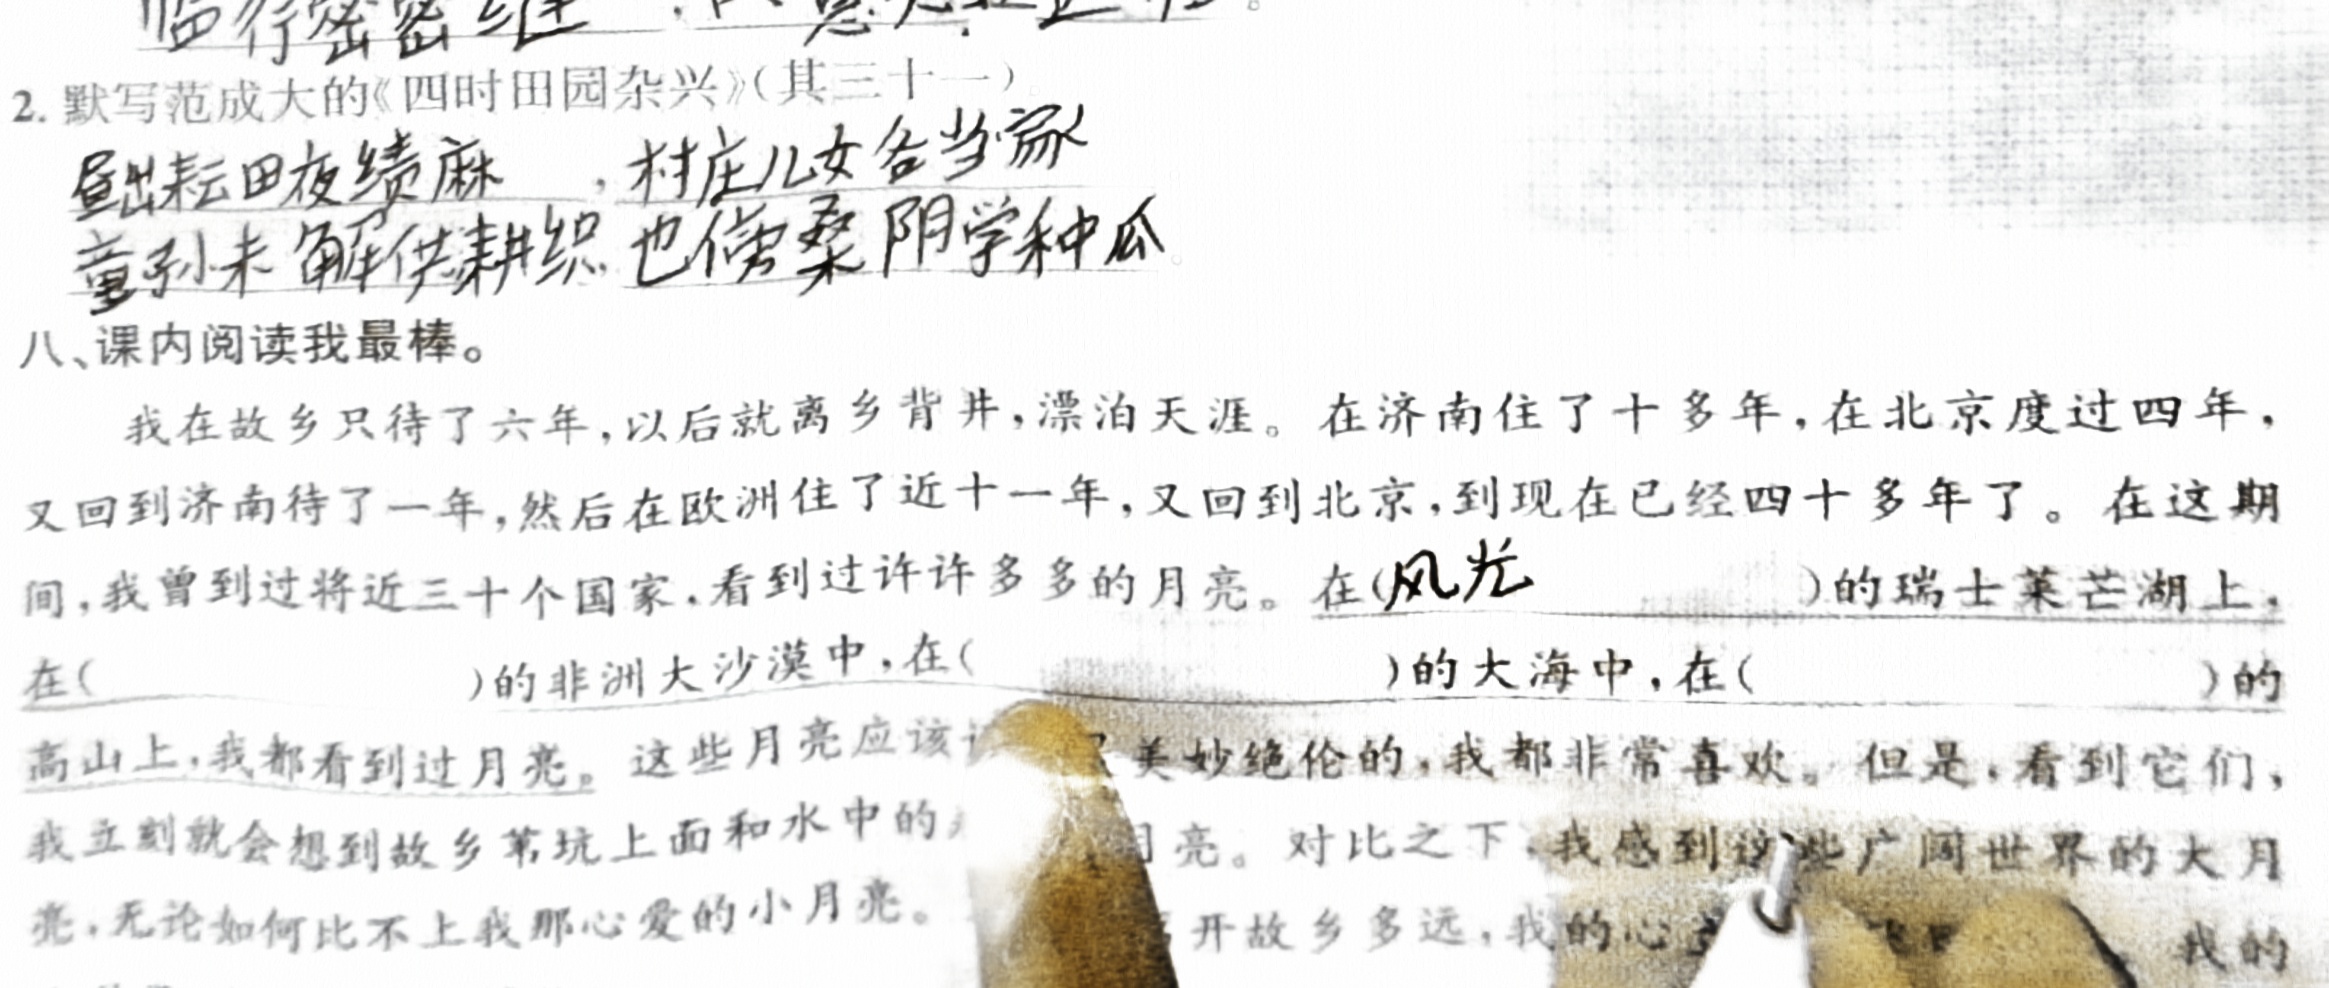 临行密密缝
2. 默写范成大的《四时田园杂兴》(其三十一)
昼出耘田夜绩麻 , 村庄儿女各当家
童孙未解供耕织 也傍桑阴学种瓜。
八、课内阅读我最棒。
我在故乡只待了六年,以后就离乡背井,漂泊天涯。在济南住了十多年,在北京度过四年,
又回到济南待了一年,然后在欧洲住了近十一年,又回到北京,到现在已经四十多年了。在这期
间,我曾到过将近三十个国家,看到过许许多多的月亮。在(风光 )的瑞士莱芒湖上,
在( )的非洲大沙漠中,在( )的大海中,在( )的
高山上,我都看到过月亮。这些月亮应该 美妙绝伦的,我都非常喜欢。但是,看到它们,
我立刻就会想到故乡苇坑上面和水中的 月亮。对比之下,我感到这些广阔世界的大月
亮,无论如何比不上我那心爱的小月亮。 开故乡多远,我的心 我的